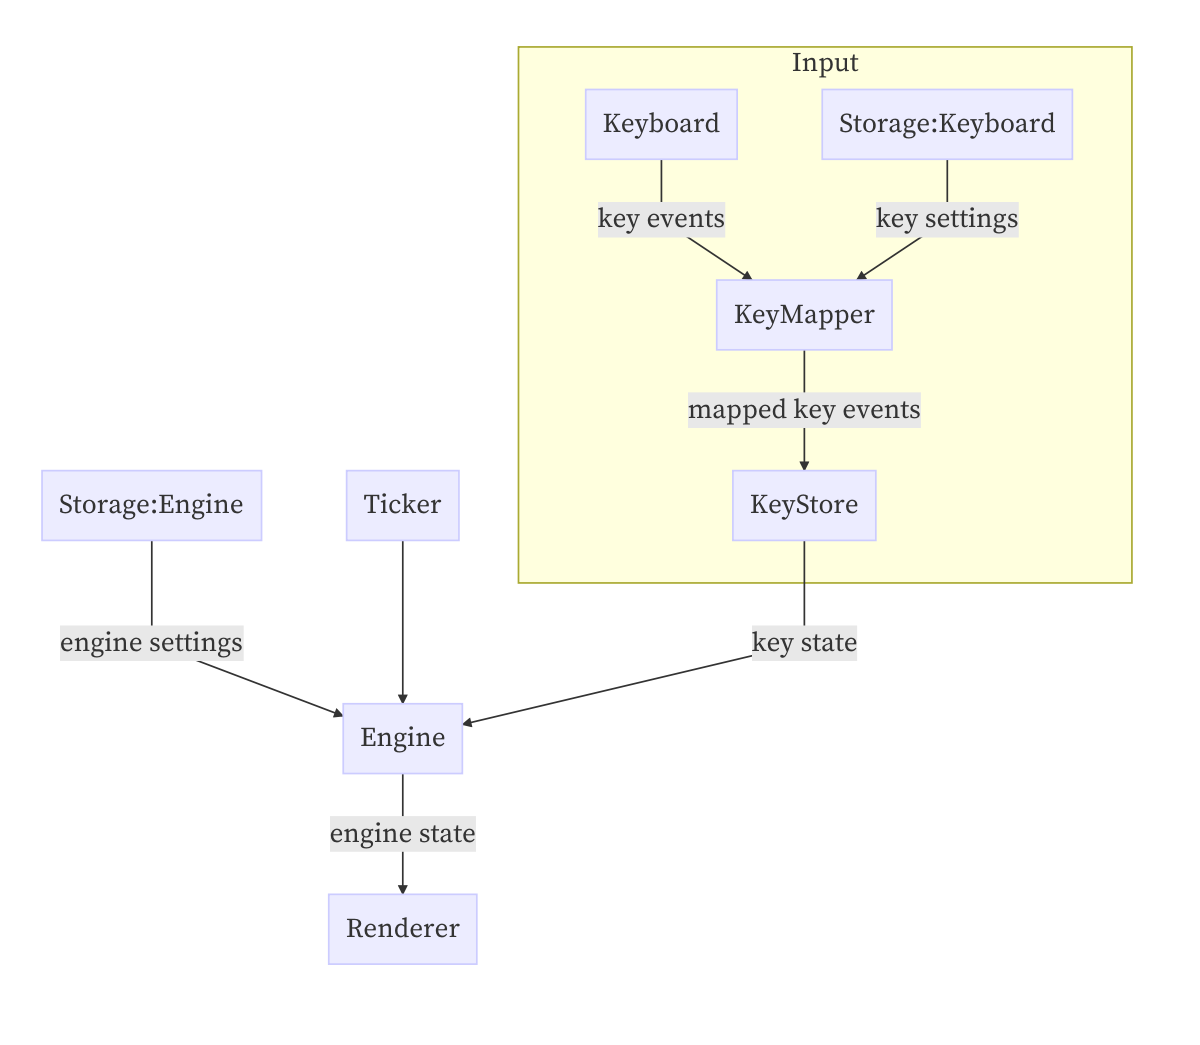 Input
Keyboard
Storage:Keyboard
key events
key settings
KeyMapper
mapped key events
Storage:Engine
Ticker
KeyStore
engine settings
key state
Engine
engine state
Renderer